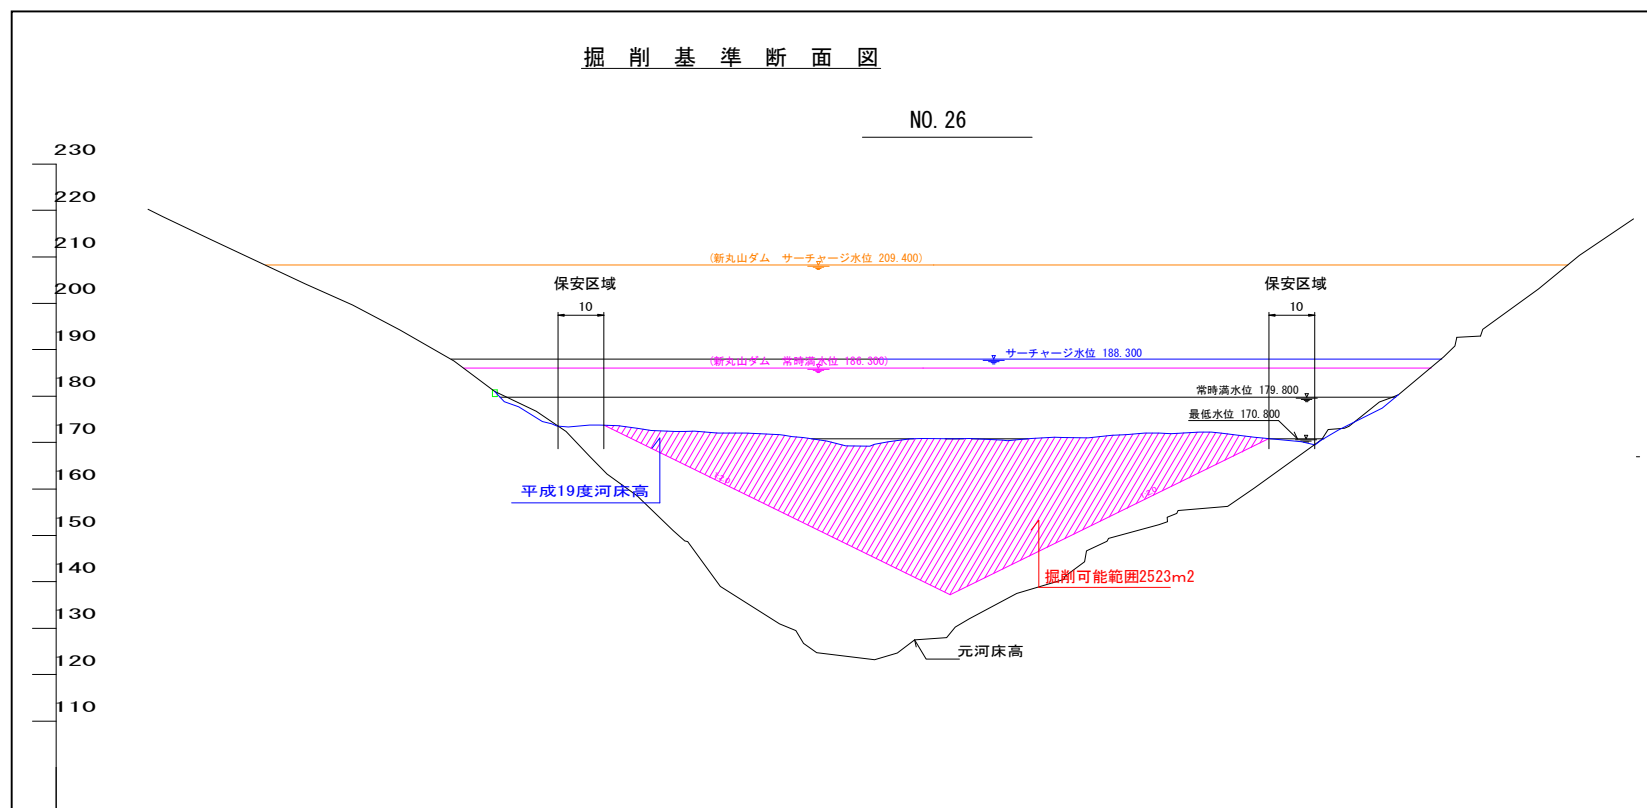 掘 削 基 準 断 面 図
NO. 26
230
220
210
(新丸山ダム サーチャージ水位 209.400)
保安区域
保安区域
200
10
10
190
サーチャージ水位 188.300
(新丸山ダム 常時満水位 186.300)
180
常時満水位 179.800
最低水位 170.800
170
160
平成19度河床高
150
140
掘削可能範囲2523m2
130
120
元河床高
110